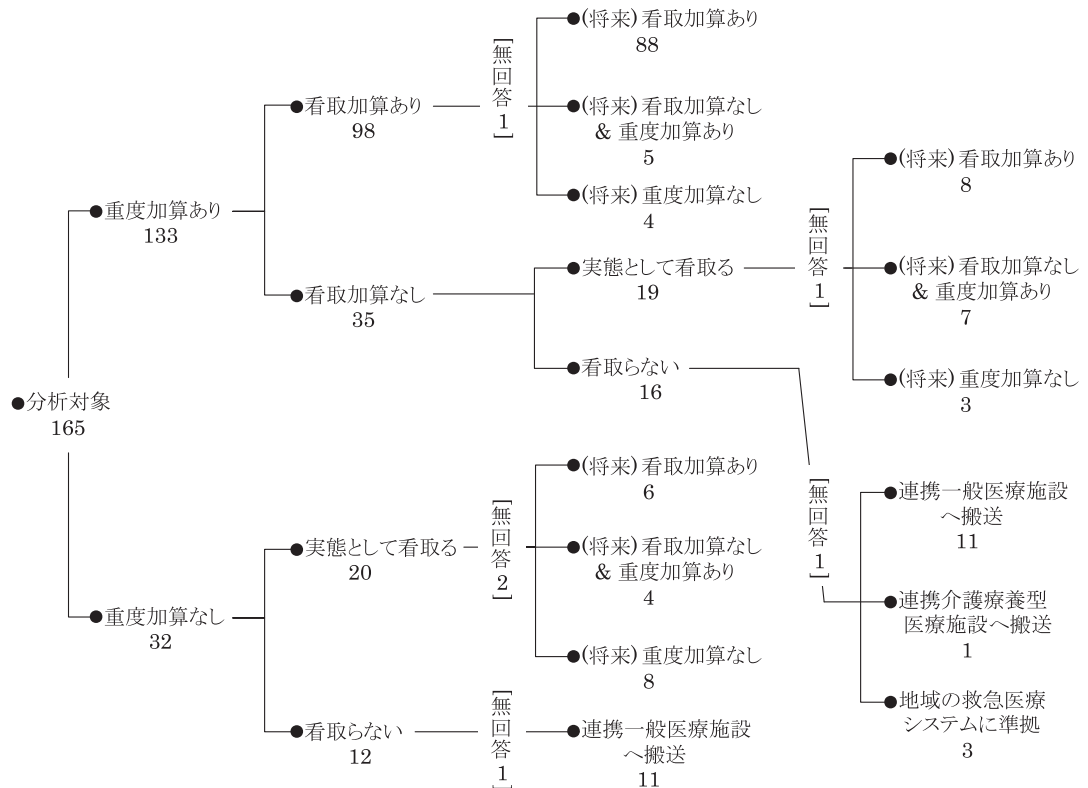 ●分析対象
165
●重度加算あり
133
●看取加算あり
98
[無回答1]
●(将来)看取加算あり
88
●(将来)看取加算なし
& 重度加算あり
5
●(将来)重度加算なし
4
●看取加算なし
35
●実態として看取る
19
[無回答1]
●(将来)看取加算あり
8
●(将来)看取加算なし
& 重度加算あり
7
●(将来)重度加算なし
3
●看取らない
16
[無回答1]
●連携一般医療施設
へ搬送
11
●連携介護療養型
医療施設へ搬送
1
●地域の救急医療
システムに準拠
3
●重度加算なし
32
●実態として看取る
20
[無回答2]
●(将来)看取加算あり
6
●(将来)看取加算なし
& 重度加算あり
4
●(将来)重度加算なし
8
●看取らない
12
[無回答1]
●連携一般医療施設
へ搬送
11